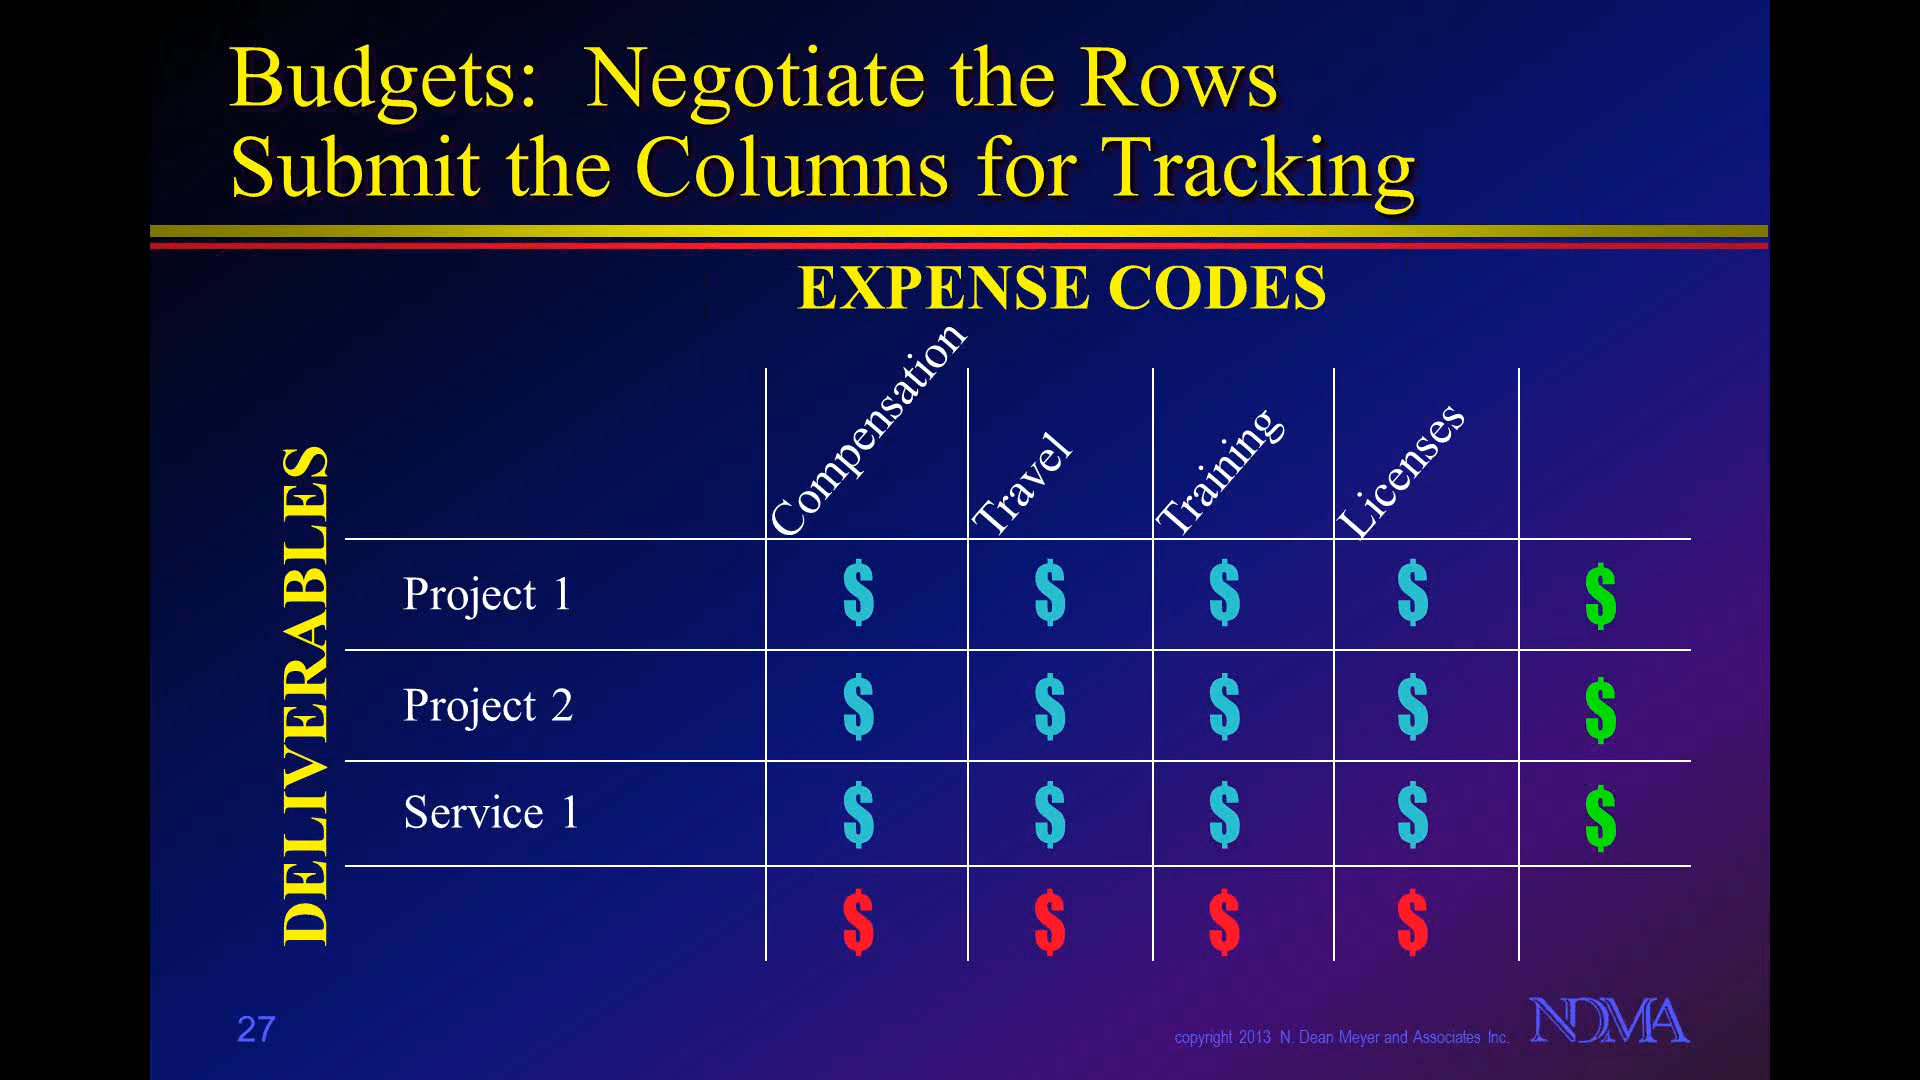 Budgets: Negotiate the Rows
Submit the Columns for Tracking
EXPENSE CODES
Compensation
Travel
Training
Licenses
DELIVERABLES
Project 1
$ $ $ $ $
Project 2
$ $ $ $ $
Service 1
$ $ $ $ $
$ $ $ $
27
copyright 2013 N. Dean Meyer and Associates Inc.
NDMA